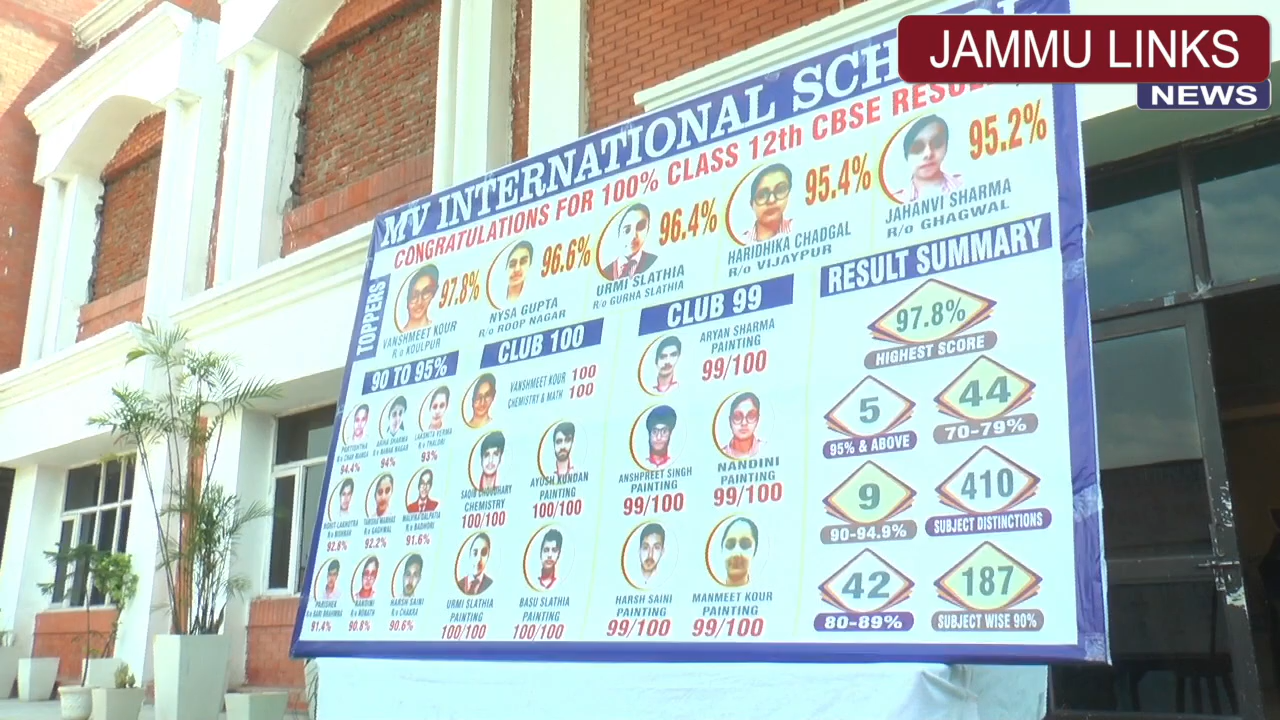 JAMMU LINKS
NEWS
MV INTERNATIONAL
CONGRATULATIONS FOR 100% CLASS 12th CBSE
TOPPERS
97.8%
VANSHMEET KOUR
R/o KOULPUR
96.6%
NYSA GUPTA
R/o ROOP NAGAR
96.4%
URMI SLATHIA
R/o GURHA SLATHIA
95.4%
HARIDHIKA CHADGAL
R/o VIJAYPUR
95.2%
JAHANVI SHARMA
R/o GHAGWAL
90 TO 95%
94.4%
94%
93%
92.8%
92.2%
91.6%
91.4%
NANDINI
90.8%
HARSH SAINI
90.6%
CLUB 100
VANSHMEET KOUR 100
CHEMISTRY & MATH 100
SAQIB CHOUDHARY
CHEMISTRY
100/100
AYUSH KUNDAN
PAINTING
100/100
URMI SLATHIA
PAINTING
100/100
BASU SLATHIA
PAINTING
100/100
CLUB 99
ARYAN SHARMA
PAINTING
99/100
ANSHPREET SINGH
PAINTING
99/100
NANDINI
PAINTING
99/100
HARSH SAINI
PAINTING
99/100
MANMEET KOUR
PAINTING
99/100
RESULT SUMMARY
97.8%
HIGHEST SCORE
5
95% & ABOVE
44
70-79%
9
90-94.9%
410
SUBJECT DISTINCTIONS
42
80-89%
187
SUBJECT WISE 90%